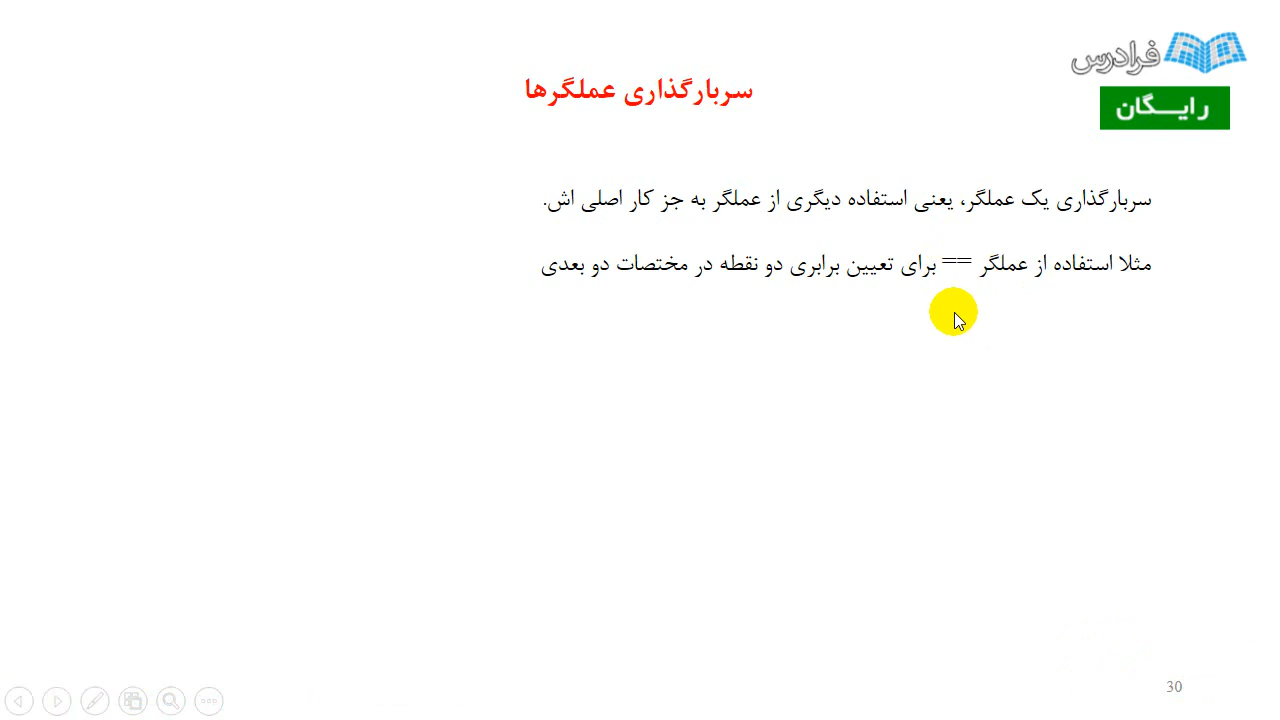 فرادرس
رایـگان
سربارگذاری عملگرها
سربارگذاری یک عملگر، یعنی استفاده دیگری از عملگر به جز کار اصلی اش.
مثلا استفاده از عملگر == برای تعیین برابری دو نقطه در مختصات دو بعدی
30